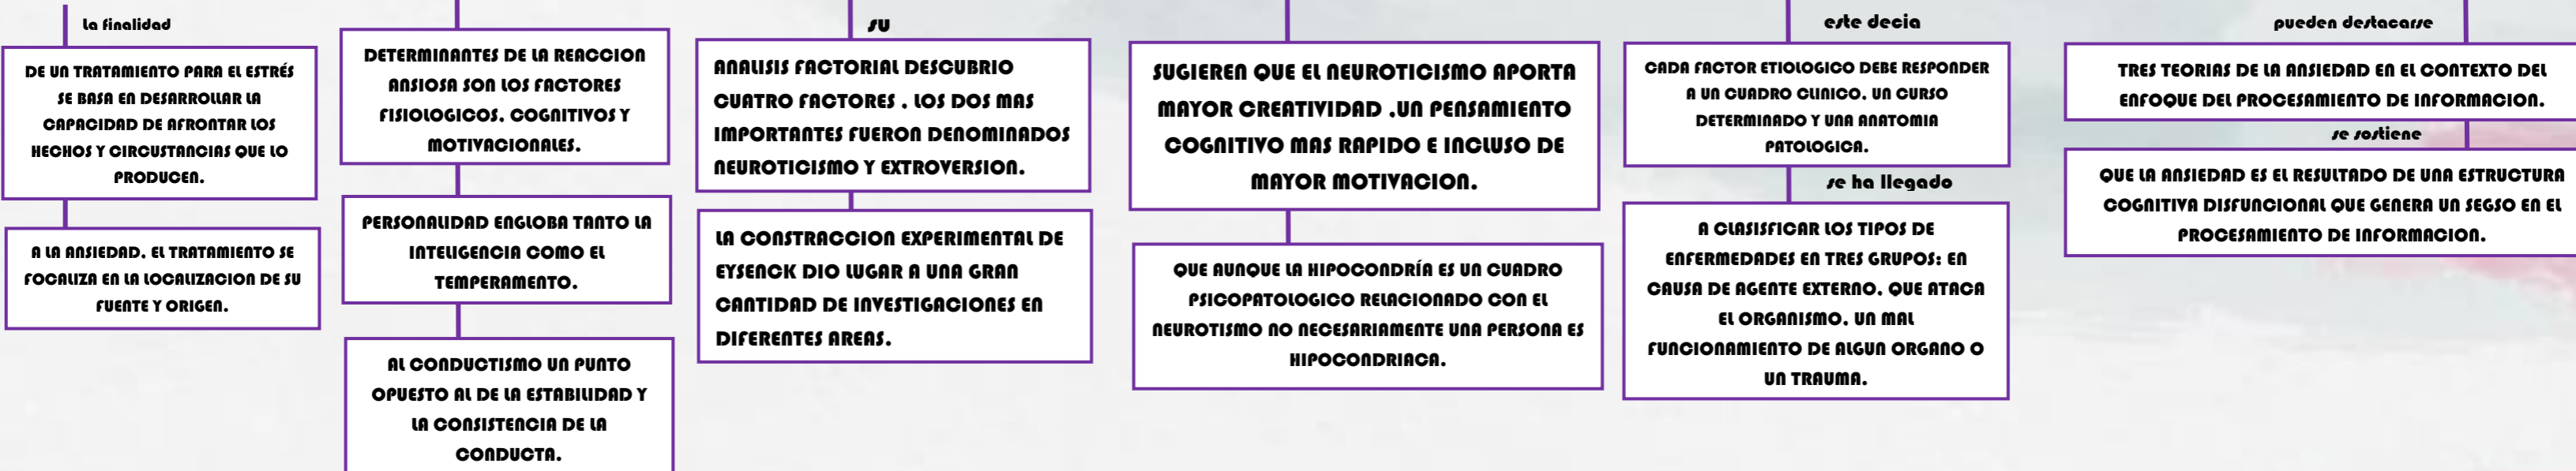 La finalidad
DE UN TRATAMIENTO PARA EL ESTRÉS
SE BASA EN DESARROLLAR LA
CAPACIDAD DE AFRONTAR LOS
HECHOS Y CIRCUSTANCIAS QUE LO
PRODUCEN.
A LA ANSIEDAD, EL TRATAMIENTO SE
FOCALIZA EN LA LOCALIZACION DE SU
FUENTE Y ORIGEN.
DETERMINANTES DE LA REACCION
ANSIOSA SON LOS FACTORES
FISIOLOGICOS, COGNITIVOS Y
MOTIVACIONALES.
PERSONALIDAD ENGLOBA TANTO LA
INTELIGENCIA COMO EL
TEMPERAMENTO.
AL CONDUCTISMO UN PUNTO
OPUESTO AL DE LA ESTABILIDAD Y
LA CONSISTENCIA DE LA
CONDUCTA.
su
ANALISIS FACTORIAL DESCUBRIO
CUATRO FACTORES , LOS DOS MAS
IMPORTANTES FUERON DENOMINADOS
NEUROTICISMO Y EXTROVERSION.
LA CONSTRACCION EXPERIMENTAL DE
EYSENCK DIO LUGAR A UNA GRAN
CANTIDAD DE INVESTIGACIONES EN
DIFERENTES AREAS.
SUGIEREN QUE EL NEUROTICISMO APORTA
MAYOR CREATIVIDAD ,UN PENSAMIENTO
COGNITIVO MAS RAPIDO E INCLUSO DE
MAYOR MOTIVACION.
QUE AUNQUE LA HIPOCONDRÍA ES UN CUADRO
PSICOPATOLOGICO RELACIONADO CON EL
NEUROTISMO NO NECESARIAMENTE UNA PERSONA ES
HIPOCONDRIACA.
este decia
CADA FACTOR ETIOLOGICO DEBE RESPONDER
A UN CUADRO CLINICO, UN CURSO
DETERMINADO Y UNA ANATOMIA
PATOLOGICA.
se ha llegado
A CLASISFICAR LOS TIPOS DE
ENFERMEDADES EN TRES GRUPOS: EN
CAUSA DE AGENTE EXTERNO, QUE ATACA
EL ORGANISMO, UN MAL
FUNCIONAMIENTO DE ALGUN ORGANO O
UN TRAUMA.
pueden destacarse
TRES TEORIAS DE LA ANSIEDAD EN EL CONTEXTO DEL
ENFOQUE DEL PROCESAMIENTO DE INFORMACION.
se sostiene
QUE LA ANSIEDAD ES EL RESULTADO DE UNA ESTRUCTURA
COGNITIVA DISFUNCIONAL QUE GENERA UN SEGSO EN EL
PROCESAMIENTO DE INFORMACION.